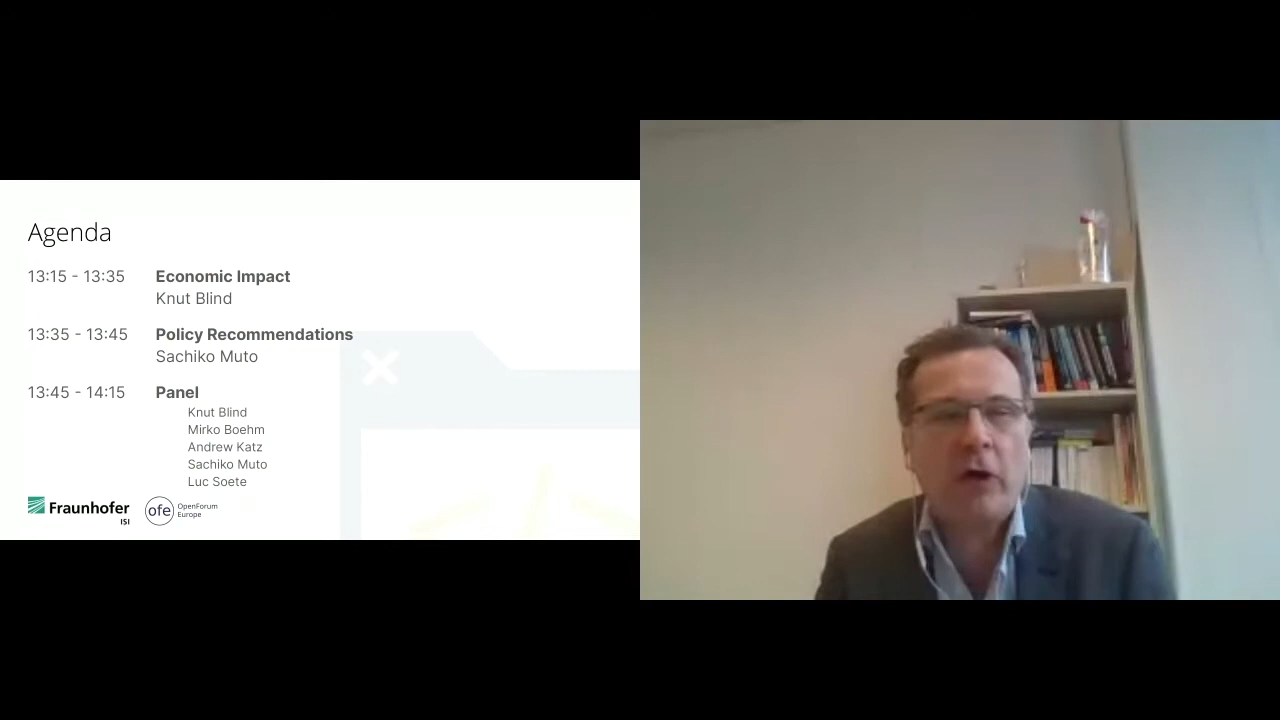 Agenda
13:15 - 13:35 Economic Impact
Knut Blind
13:35 - 13:45 Policy Recommendations
Sachiko Muto
13:45 - 14:15 Panel
Knut Blind
Mirko Boehm
Andrew Katz
Sachiko Muto
Luc Soete
Fraunhofer
ISI
ofe OpenForum
Europe